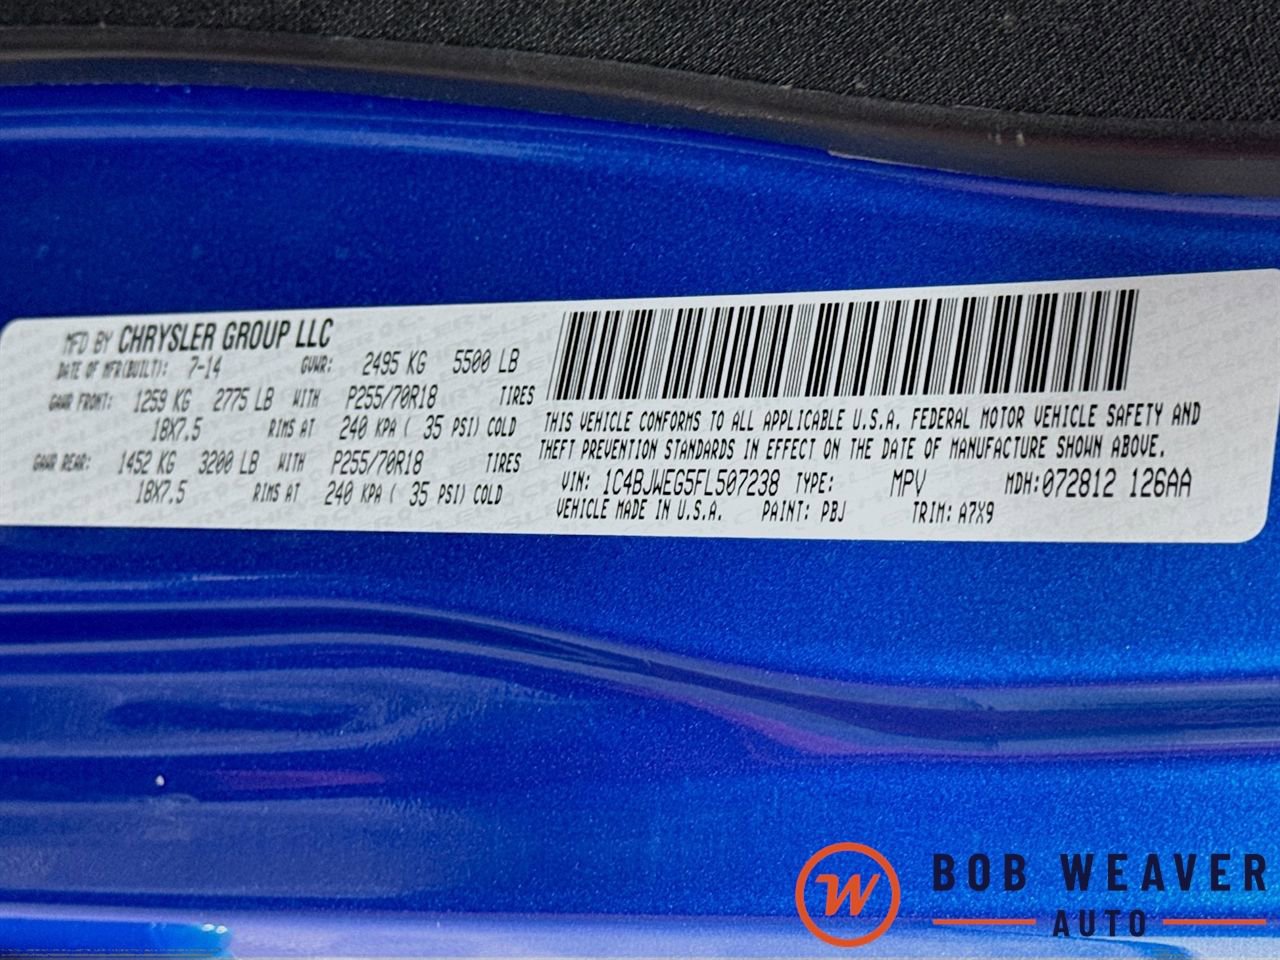 MFD BY CHRYSLER GROUP LLC
DATE OF MFR(BUILT): 7-14 GVWR: 2495 KG 5500 LB
GAWR FRONT: 1259 KG 2775 LB WITH P255/70R18 TIRES
18X7.5 RIMS AT 240 KPA ( 35 PSI) COLD
GAWR REAR: 1452 KG 3200 LB WITH P255/70R18 TIRES
18X7.5 RIMS AT 240 KPA ( 35 PSI) COLD
THIS VEHICLE CONFORMS TO ALL APPLICABLE U.S.A. FEDERAL MOTOR VEHICLE SAFETY AND
THEFT PREVENTION STANDARDS IN EFFECT ON THE DATE OF MANUFACTURE SHOWN ABOVE.
VIN: 1C4BJWEG5FL507238 TYPE: MPV MDH:072812 126AA
VEHICLE MADE IN U.S.A. PAINT: PBJ TRIM: A7X9
W BOB WEAVER
AUTO